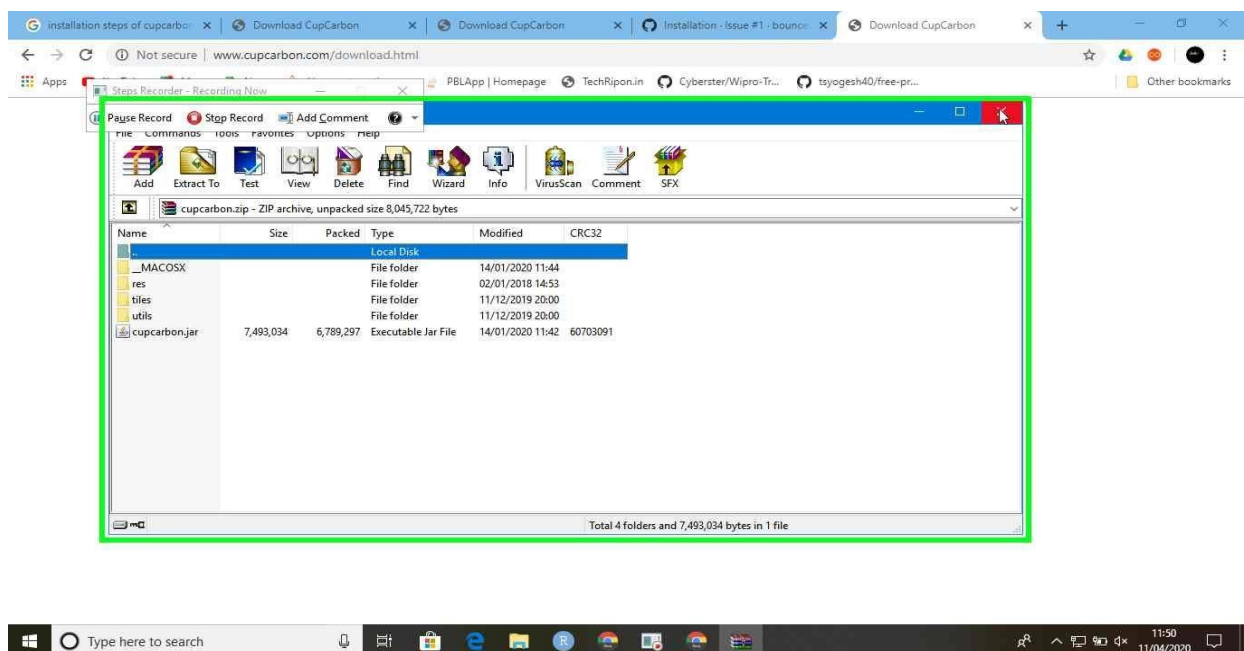 installation steps of cupcarbon
Download CupCarbon
Download CupCarbon
Installation · Issue #1 · bounce
Download CupCarbon
Not secure | www.cupcarbon.com/download.html
Apps
PBLApp | Homepage
TechRipon.in
Cyberster/Wipro-Tr...
tsyogesh40/free-pr...
Other bookmarks
Steps Recorder - Recording Now
Pause Record
Stop Record
Add Comment
File Commands Tools Favorites Options Help
Add Extract To Test View Delete Find Wizard Info VirusScan Comment SFX
cupcarbon.zip - ZIP archive, unpacked size 8,045,722 bytes
Name Size Packed Type Modified CRC32
.. Local Disk
__MACOSX File folder 14/01/2020 11:44
res File folder 02/01/2018 14:53
tiles File folder 11/12/2019 20:00
utils File folder 11/12/2019 20:00
cupcarbon.jar 7,493,034 6,789,297 Executable Jar File 14/01/2020 11:42 60703091
Total 4 folders and 7,493,034 bytes in 1 file
Type here to search
11:50
11/04/2020